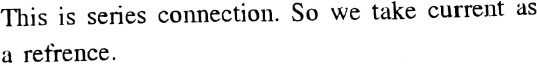 This is series connection. So we take current as
a refrence.